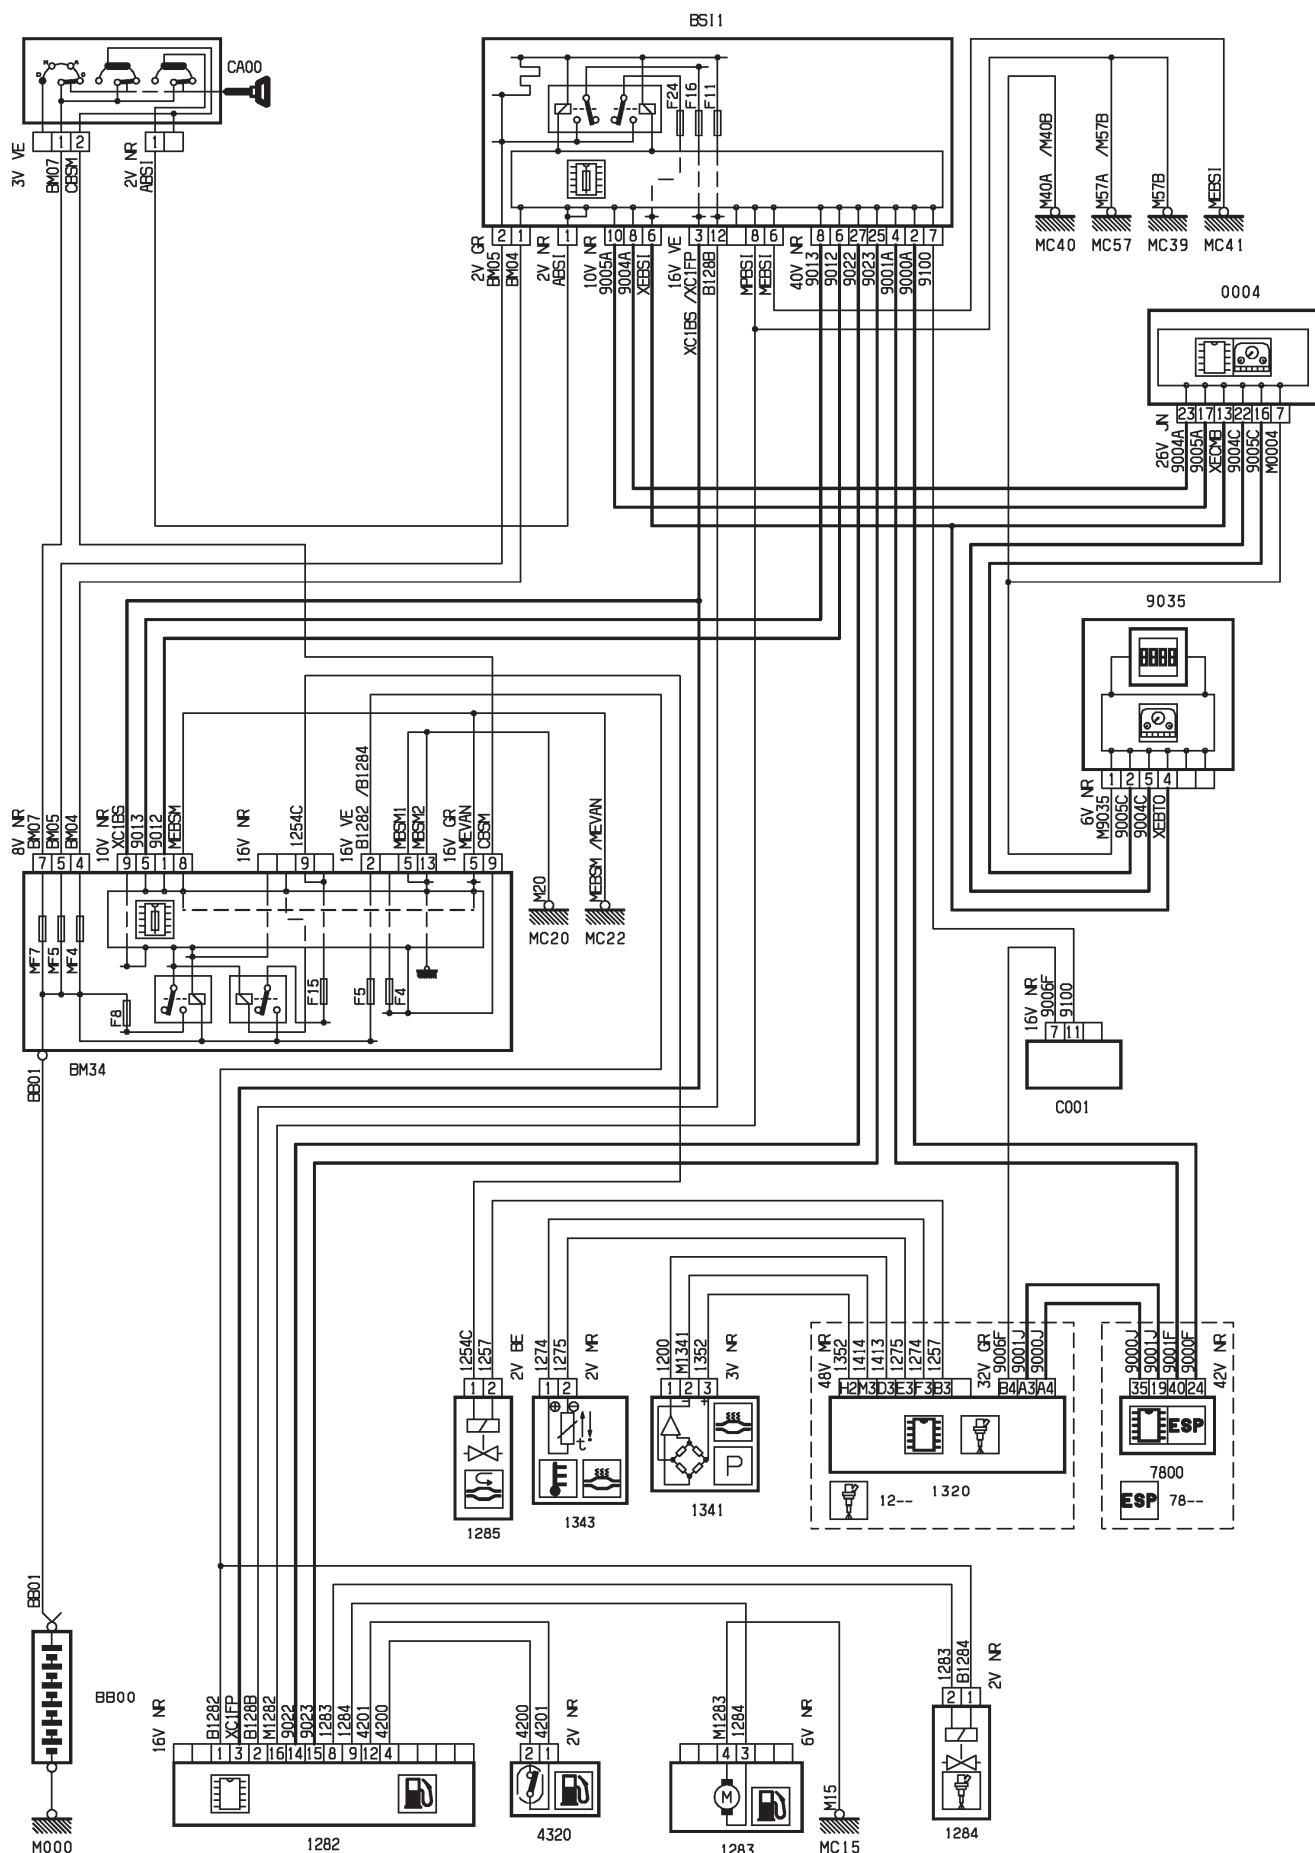 BSI1
CA00
N
A
D
3V VE
1
2
BM07
CBSM
2V NR
1
ABSI
F24
F16
F11
2
1
1
10
8
6
3
12
8
6
8
6
27
25
4
2
7
2V GR
BM05
BM04
2V NR
ABSI
10V NR
9005A
9004A
XEBSI
16V VE
XC1BS /XC1FP
B128B
MPBSI
MEBSI
40V NR
9013
9012
9022
9023
9001A
9000A
9100
M40A /M40B
M57A /M57B
M57B
MEBSI
MC40
MC57
MC39
MC41
0004
26V JN
23
17
13
22
16
7
9004A
9005A
XECMB
9004C
9005C
M0004
9035
8888
6V NR
1
2
5
4
M9035
9005C
9004C
XEBTO
8V NR
BM07
BM05
BM04
10V NR
XC1BS
9013
9012
MEBSM
16V NR
1254C
16V VE
B1282 /B1284
MBSM1
MBSM2
16V GR
MEVAN
CBSM
7
5
4
9
5
1
8
9
2
5
13
5
9
M20
MEBSM /MEVAN
MC20
MC22
MF7
MF5
MF4
F8
F15
F5
F4
BM34
BB01
16V NR
9006F
9100
7
11
C001
1254C
1257
2V BE
1
2
1285
1274
1275
2V MR
1
2
t°
1343
1200
M1341
1352
3V NR
1
2
3
-
+
P
1341
48V MR
1352
1414
1413
1275
1274
1257
32V GR
9006F
9001J
9000J
H2
M3
D3
E3
F3
B3
B4
A3
A4
1320
12--
9000J
9001J
9001F
9000F
42V NR
35
19
40
24
ESP
7800
ESP
78--
BB01
BB00
M000
16V NR
B1282
XC1FP
B128B
M1282
9022
9023
1283
1284
4201
4200
1
3
2
16
14
15
8
9
12
4
1282
4200
4201
2V NR
2
1
4320
M1283
1284
6V NR
4
3
M
1283
M15
MC15
1283
B1284
2V NR
2
1
1284